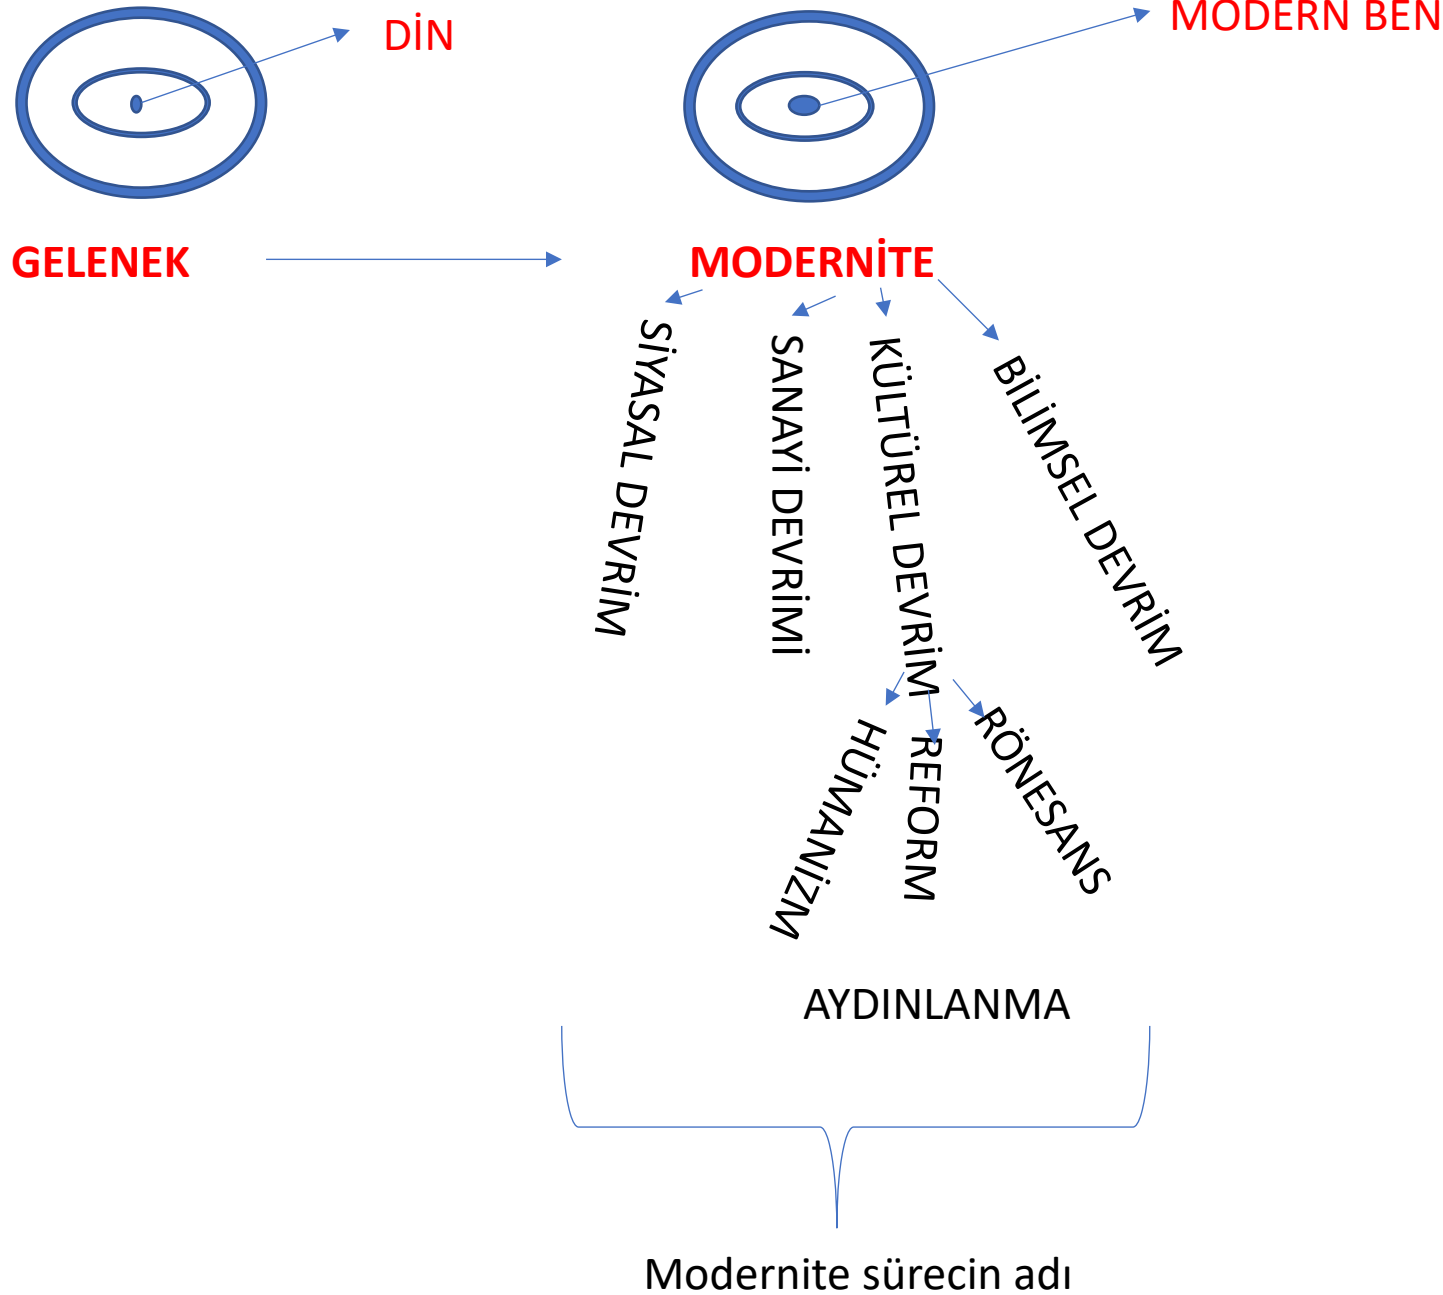 DİN
MODERN BEN
GELENEK
MODERNİTE
SİYASAL DEVRİM
SANAYİ DEVRİMİ
KÜLTÜREL DEVRİM
BİLİMSEL DEVRİM
HÜMANİZM
REFORM
RÖNESANS
AYDINLANMA
Modernite sürecin adı